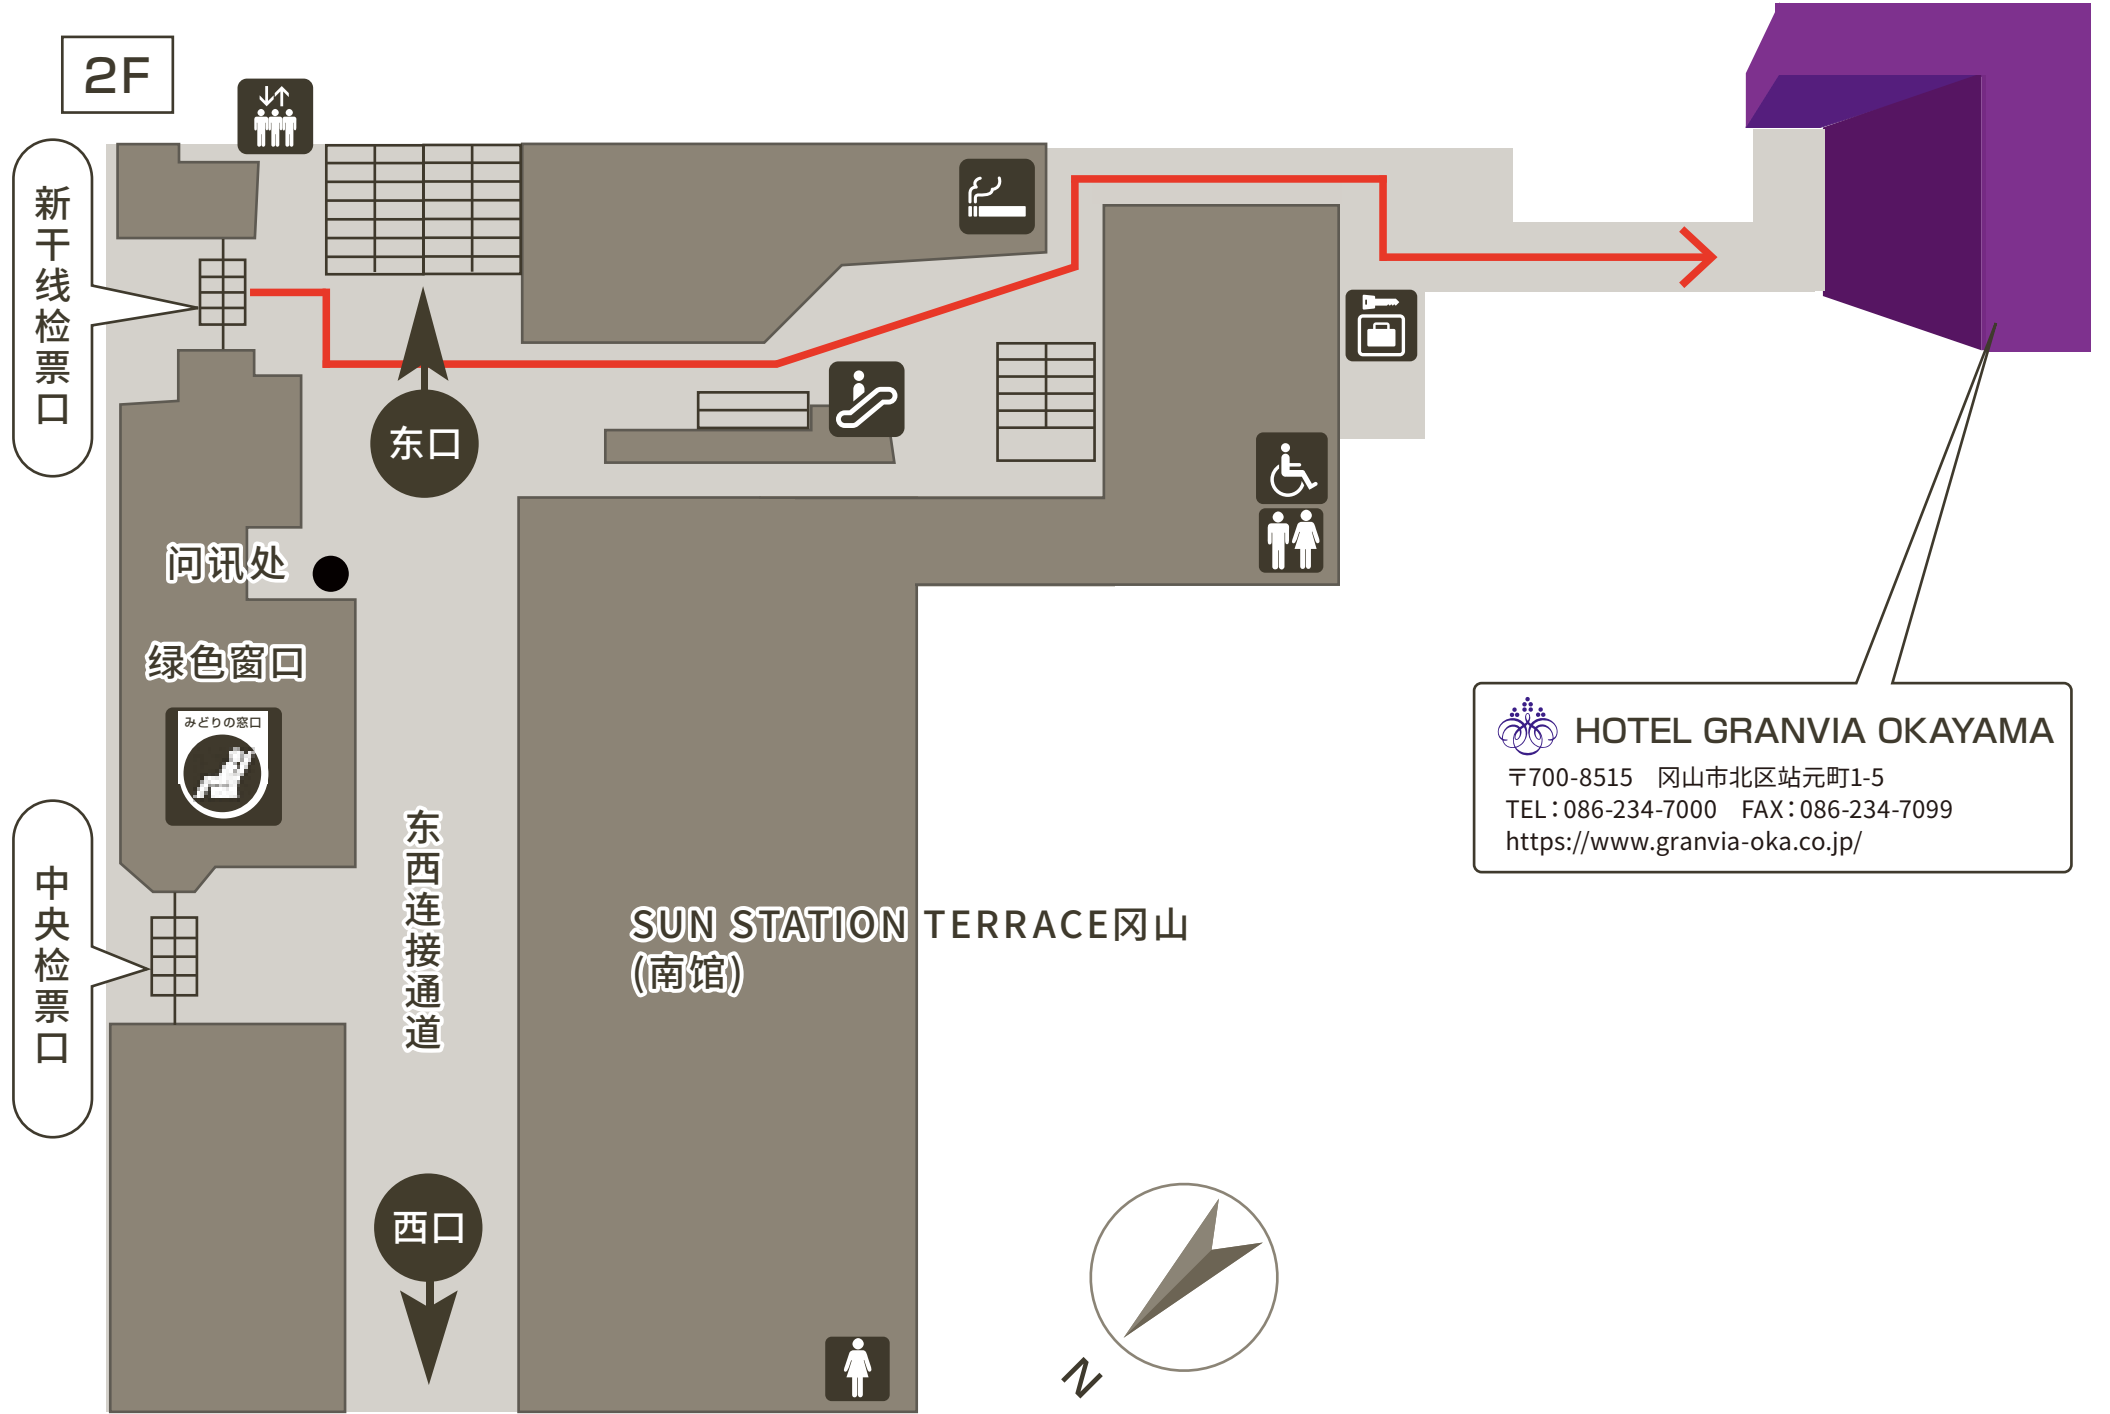 2F
新干线检票口
东口
问讯处
绿色窗口
みどりの窓口
东西连接通道
中央检票口
SUN STATION TERRACE冈山
(南馆)
西口
HOTEL GRANVIA OKAYAMA
〒700-8515　冈山市北区站元町1-5
TEL：086-234-7000　FAX：086-234-7099
https://www.granvia-oka.co.jp/
N